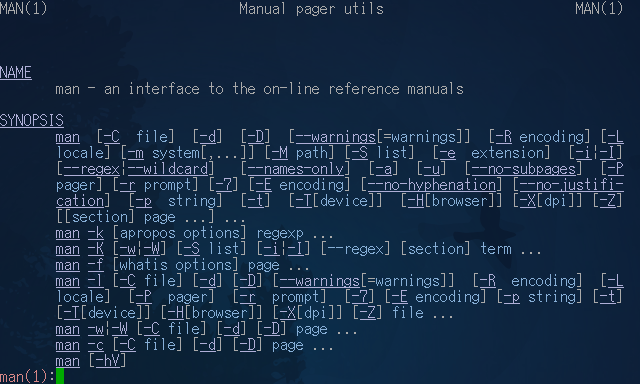 MAN(1) Manual pager utils MAN(1)
NAME
man - an interface to the on-line reference manuals
SYNOPSIS
man [-C file] [-d] [-D] [--warnings[=warnings]] [-R encoding] [-L
locale] [-m system[,...]] [-M path] [-S list] [-e extension] [-i|-I]
[--regex|--wildcard] [--names-only] [-a] [-u] [--no-subpages] [-P
pager] [-r prompt] [-7] [-E encoding] [--no-hyphenation] [--no-justifi-
cation] [-p string] [-t] [-T[device]] [-H[browser]] [-X[dpi]] [-Z]
[[section] page ...] ...
man -k [apropos options] regexp ...
man -K [-w|-W] [-S list] [-i|-I] [--regex] [section] term ...
man -f [whatis options] page ...
man -l [-C file] [-d] [-D] [--warnings[=warnings]] [-R encoding] [-L
locale] [-P pager] [-r prompt] [-7] [-E encoding] [-p string] [-t]
[-T[device]] [-H[browser]] [-X[dpi]] [-Z] file ...
man -w|-W [-C file] [-d] [-D] page ...
man -c [-C file] [-d] [-D] page ...
man [-hV]
man(1):